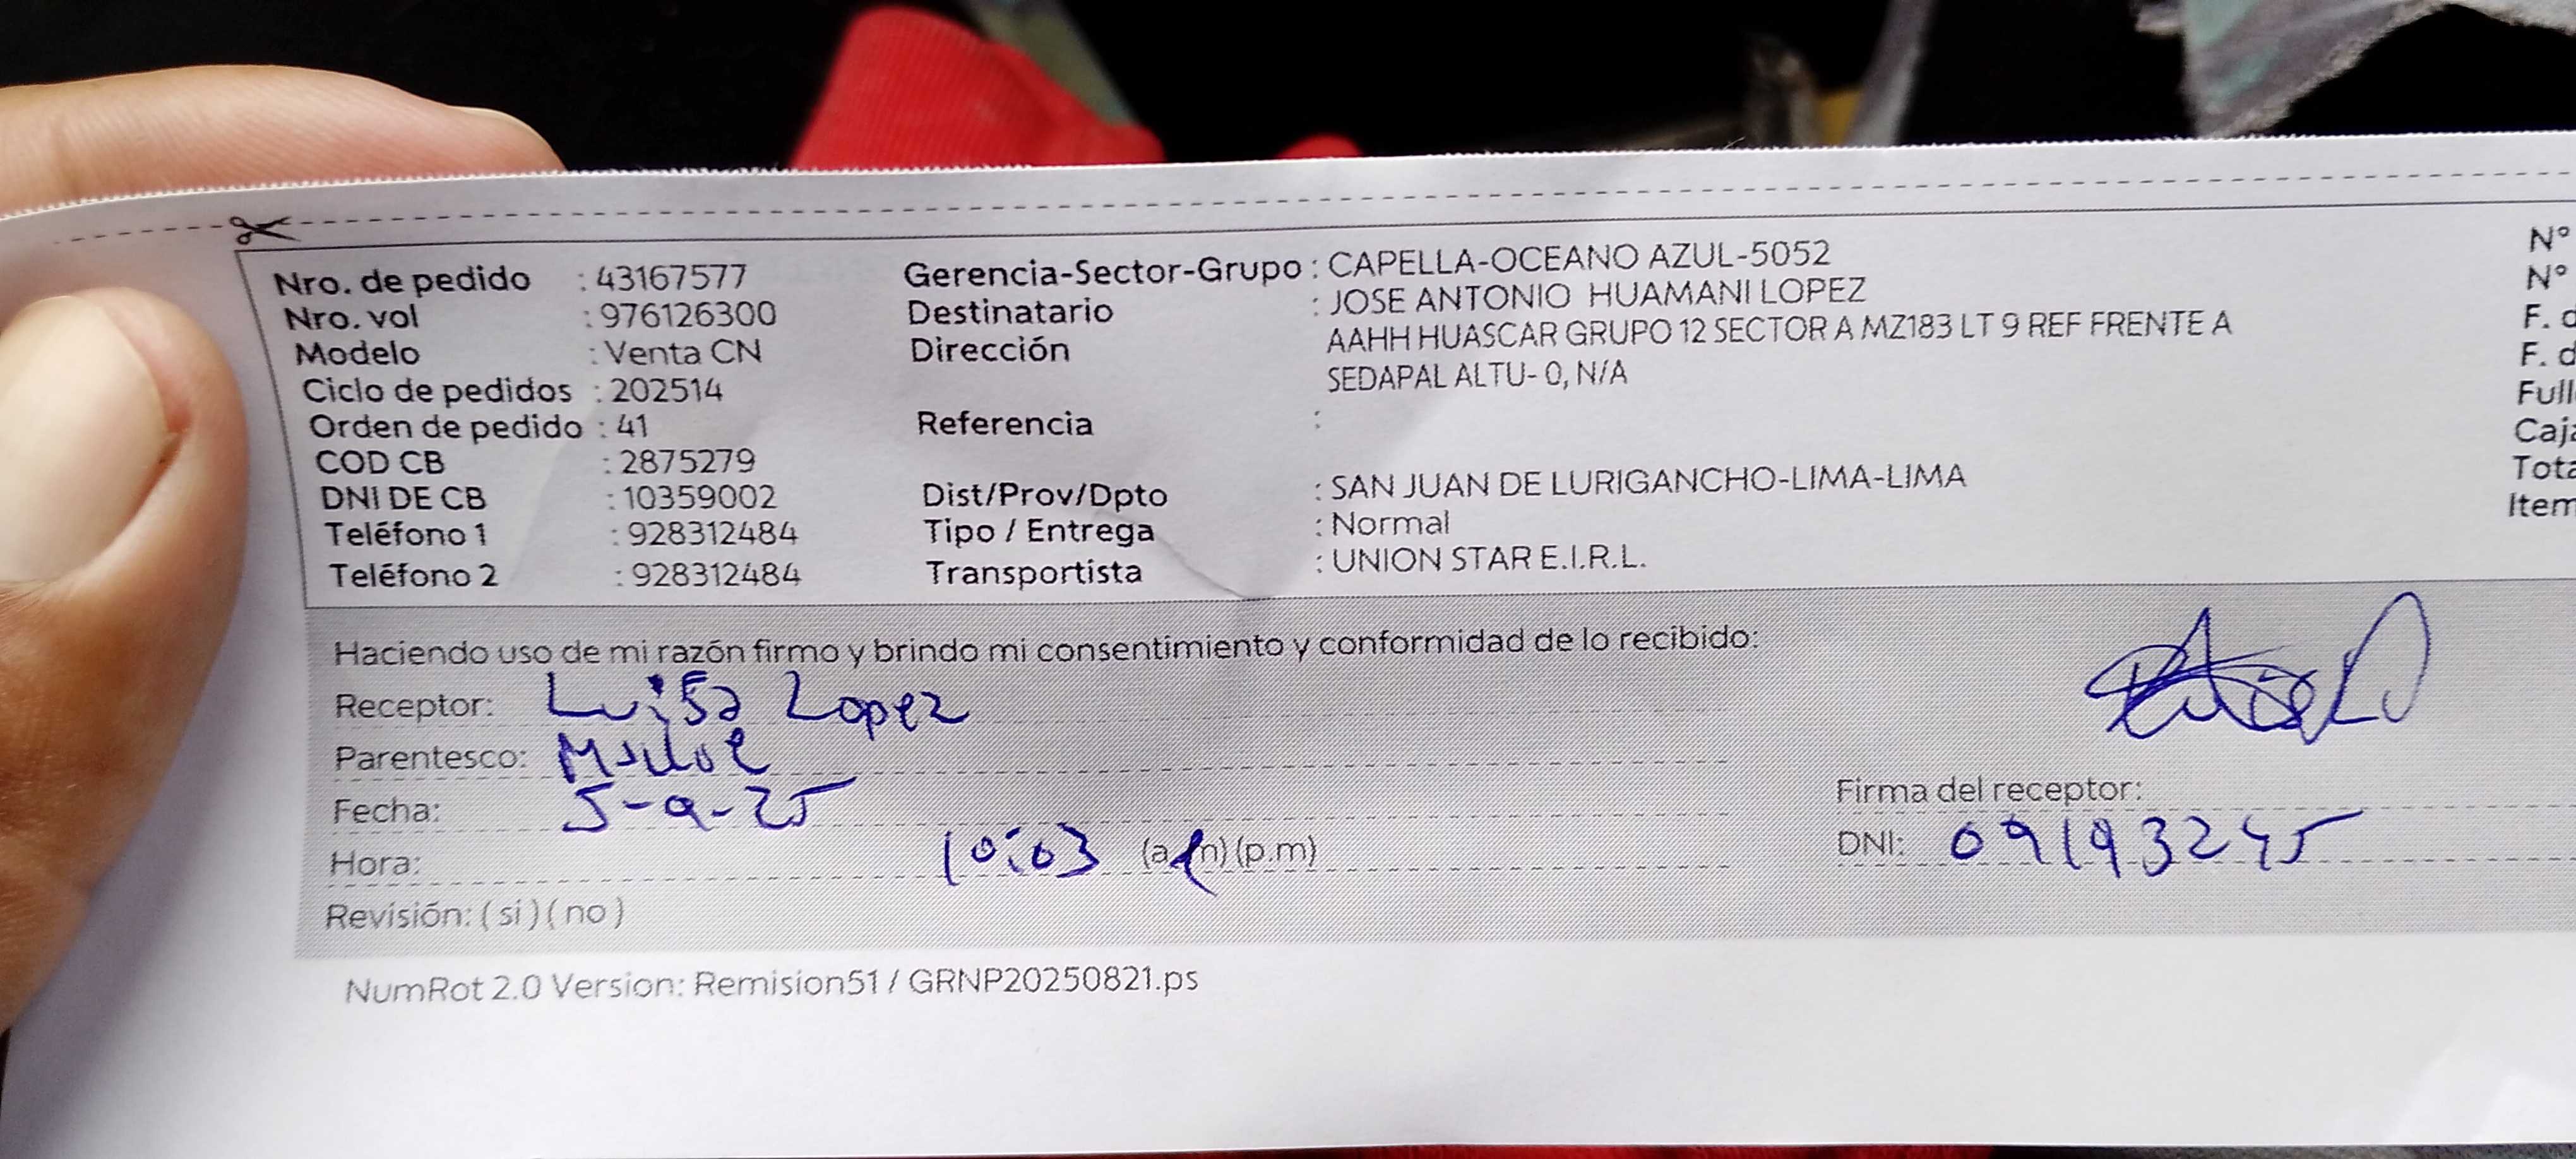 Nro. de pedido : 43167577
Nro. vol : 976126300
Modelo : Venta CN
Ciclo de pedidos : 202514
Orden de pedido : 41
COD CB : 2875279
DNI DE CB : 10359002
Teléfono 1 : 928312484
Teléfono 2 : 928312484
Gerencia-Sector-Grupo : CAPELLA-OCEANO AZUL-5052
Destinatario : JOSE ANTONIO HUAMANI LOPEZ
Dirección AAHH HUASCAR GRUPO 12 SECTOR A MZ183 LT 9 REF FRENTE A
SEDAPAL ALTU- 0, N/A
Referencia :
Dist/Prov/Dpto : SAN JUAN DE LURIGANCHO-LIMA-LIMA
Tipo / Entrega : Normal
Transportista : UNION STAR E.I.R.L.
N°
N°
F. d
F. d
Full
Caja
Tota
Item
Haciendo uso de mi razón firmo y brindo mi consentimiento y conformidad de lo recibido:
Receptor: Luisa Lopez
Parentesco:
Fecha: 5-9-25
Hora: 10:03 (a.m) (p.m)
Revisión: ( si ) ( no )
Firma del receptor:
DNI: 09193245
NumRot 2.0 Version: Remision51 / GRNP20250821.ps